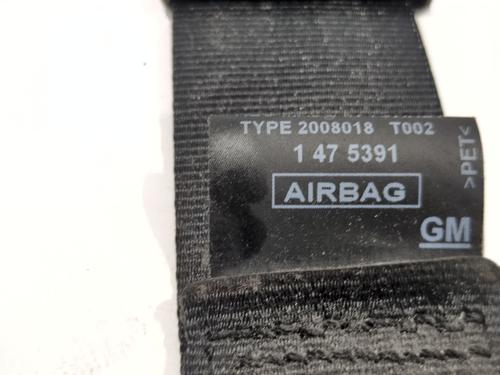 TYPE 2008018 T002
1 47 5391
AIRBAG
GM
>PET<